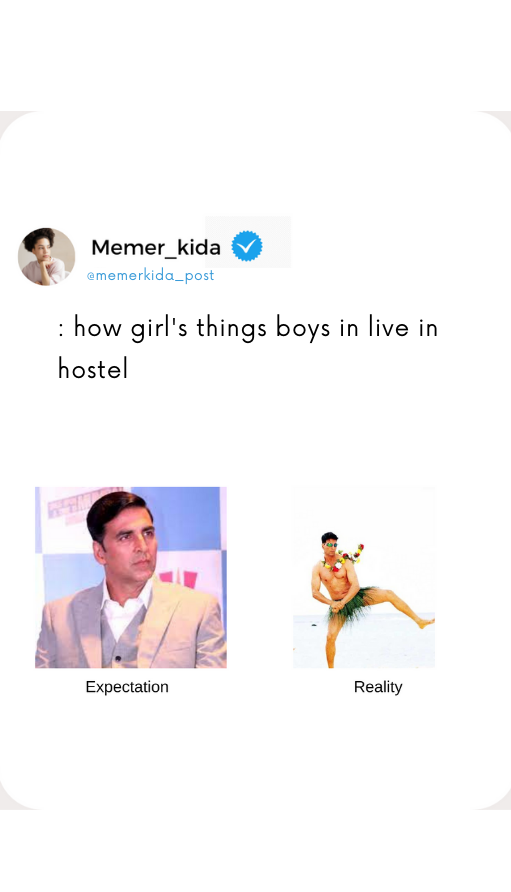 Memer_kida
@memerkida_post
: how girl's things boys in live in
hostel
Expectation
Reality